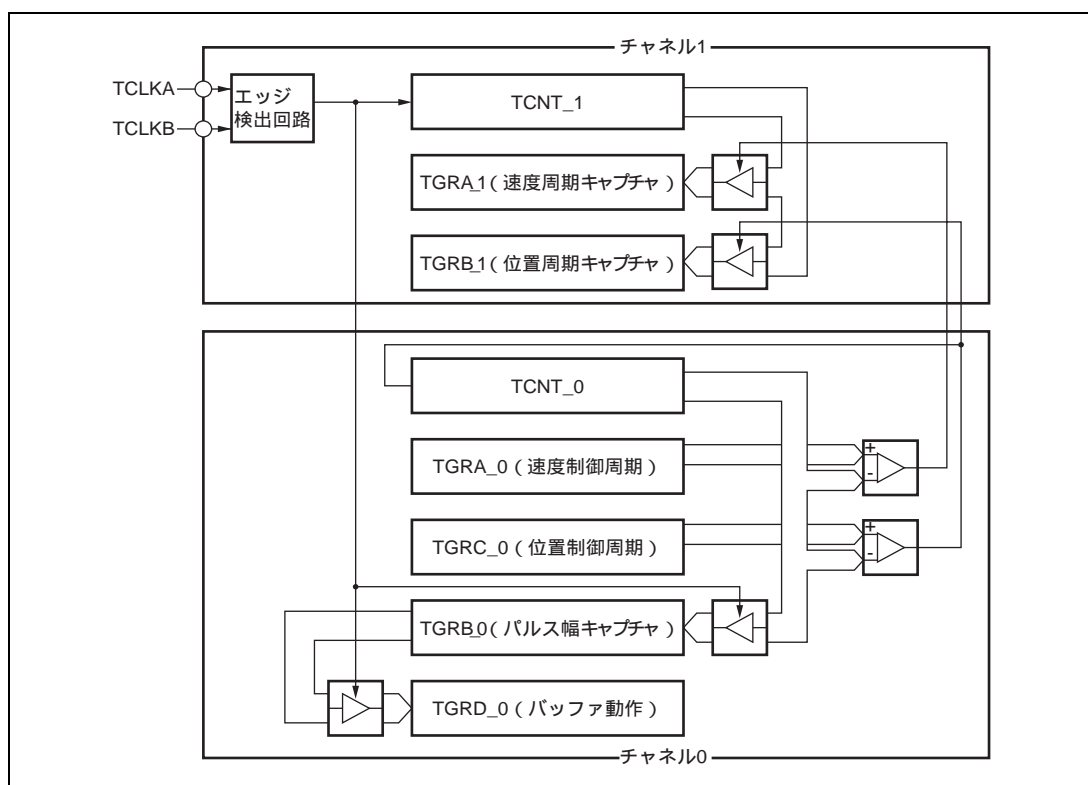 チャネル1
TCLKA
TCLKB
エッジ
検出回路
TCNT_1
TGRA_1(速度周期キャプチャ)
TGRB_1(位置周期キャプチャ)
TCNT_0
TGRA_0(速度制御周期)
+
-
TGRC_0(位置制御周期)
+
-
TGRB_0(パルス幅キャプチャ)
TGRD_0(バッファ動作)
チャネル0